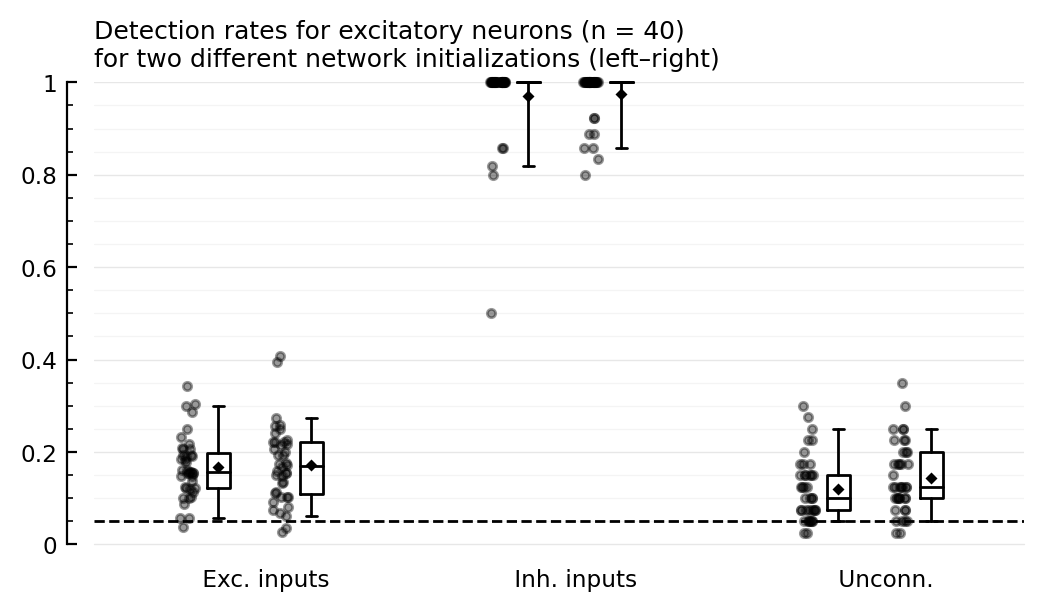 Detection rates for excitatory neurons (n = 40)
for two different network initializations (left–right)
1
0.8
0.6
0.4
0.2
0
Exc. inputs
Inh. inputs
Unconn.